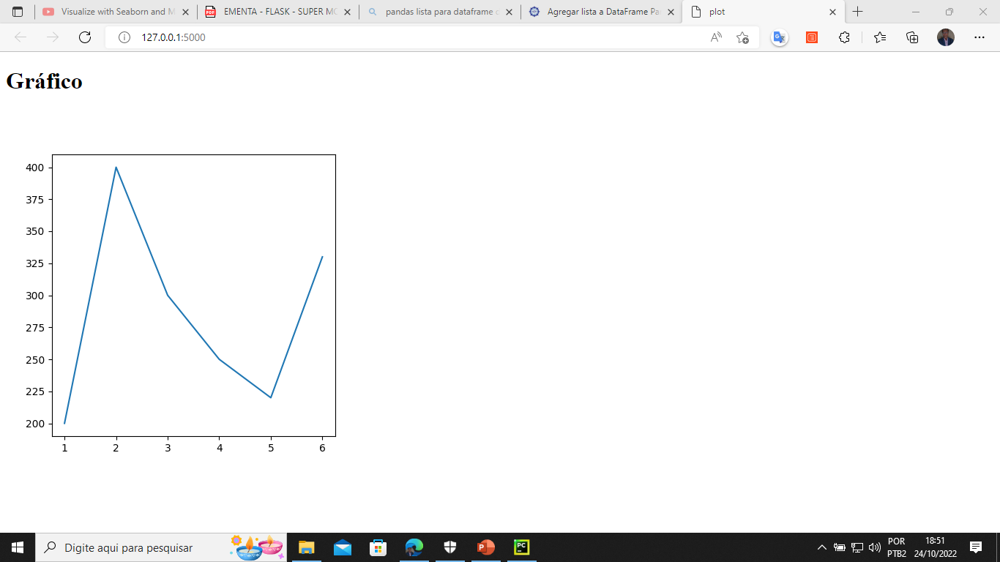 Visualize with Seaborn and M
EMENTA - FLASK - SUPER MO
pandas lista para dataframe
Agregar lista a DataFrame Pa
plot
127.0.0.1:5000
Gráfico
400
375
350
325
300
275
250
225
200
1 2 3 4 5 6
Digite aqui para pesquisar
POR
PTB2
18:51
24/10/2022